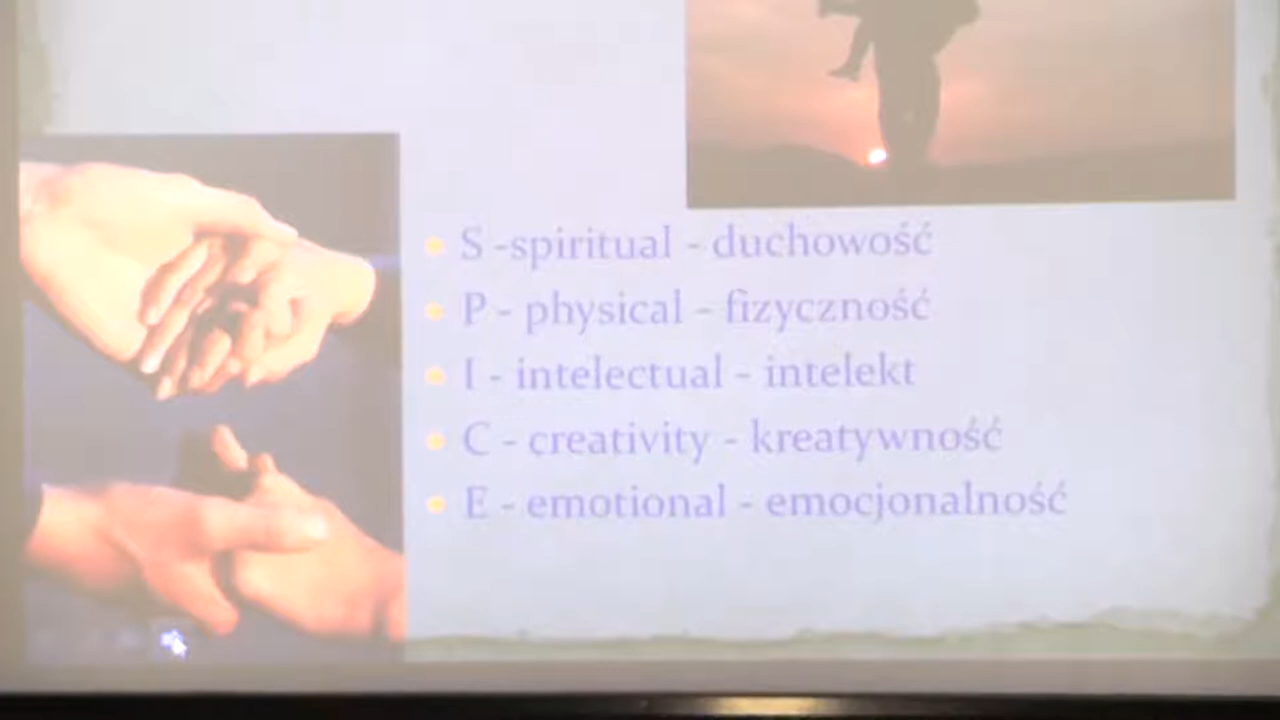 S -spiritual - duchowość
P - physical - fizyczność
I - intelectual - intelekt
C - creativity - kreatywność
E - emotional - emocjonalność